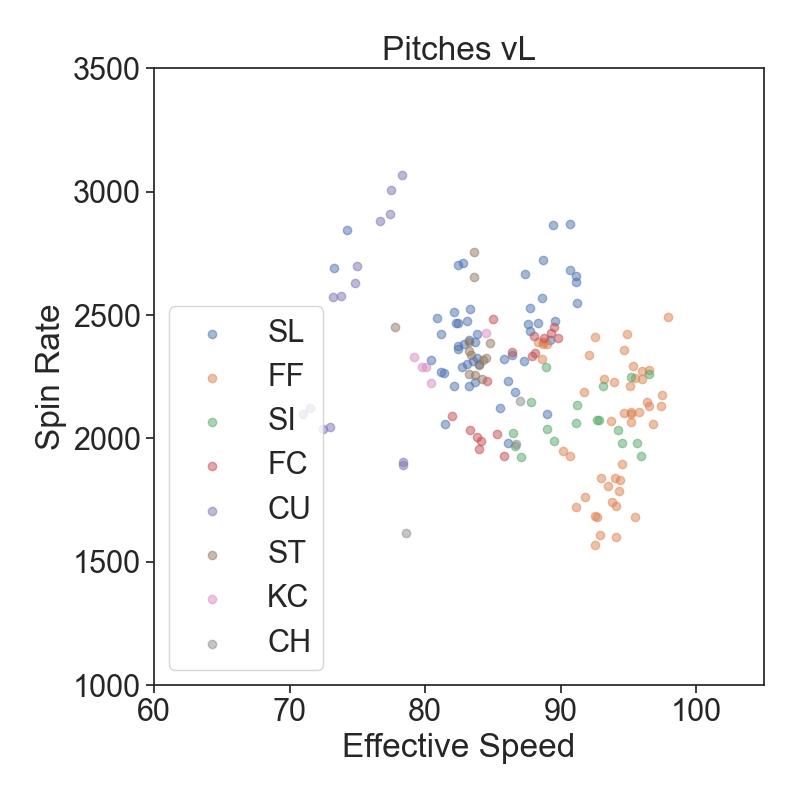 Pitches vL
3500
3000
2500
2000
1500
1000
Spin Rate
SL
FF
SI
FC
CU
ST
KC
CH
60 70 80 90 100
Effective Speed